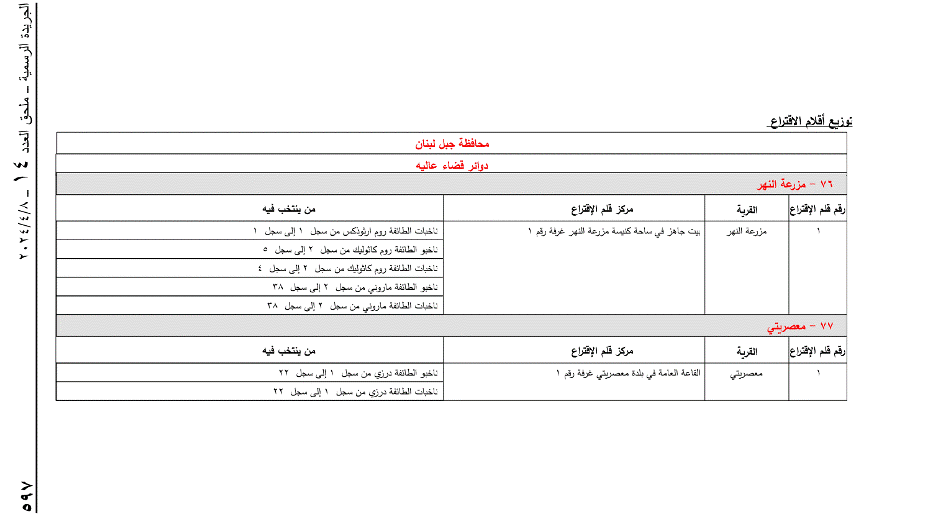 الجريدة الرسمية – ملحق العدد ١٤ – ٢٠٢٤/٤/٨
توزيع أقلام الاقتراع
محافظة جبل لبنان
دوائر قضاء عاليه
٧٦ - مزرعة النهر
رقم قلم الإقتراع القرية مركز قلم الإقتراع من ينتخب فيه
١ مزرعة النهر بيت جاهز في ساحة كنيسة مزرعة النهر غرفة رقم ١ ناخبات الطائفة روم ارثوذكس من سجل ١ إلى سجل ١
ناخبو الطائفة روم كاثوليك من سجل ٢ إلى سجل ٥
ناخبات الطائفة روم كاثوليك من سجل ٢ إلى سجل ٤
ناخبو الطائفة ماروني من سجل ٢ إلى سجل ٣٨
ناخبات الطائفة ماروني من سجل ٢ إلى سجل ٣٨
٧٧ - معصريتي
رقم قلم الإقتراع القرية مركز قلم الإقتراع من ينتخب فيه
١ معصريتي القاعة العامة في بلدة معصريتي غرفة رقم ١ ناخبو الطائفة درزي من سجل ١ إلى سجل ٢٢
ناخبات الطائفة درزي من سجل ١ إلى سجل ٢٢
٥٩٧